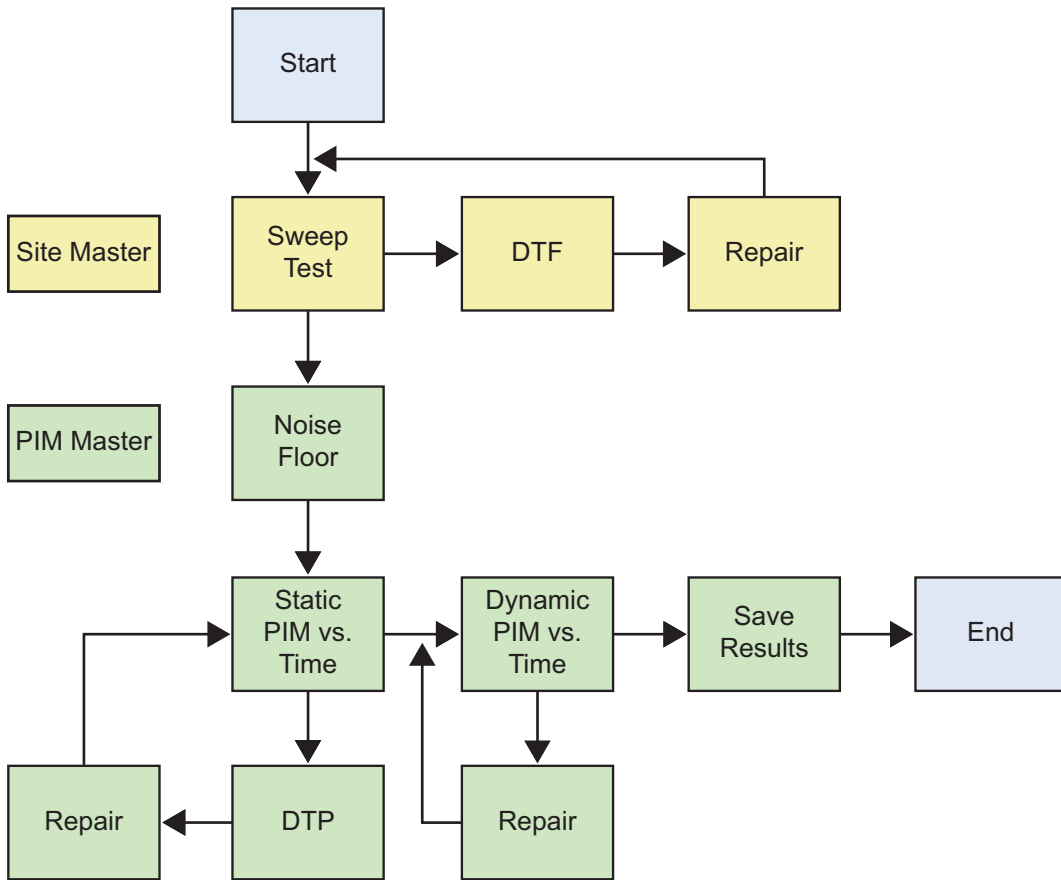 Start
Site Master
Sweep
Test
DTF
Repair
PIM Master
Noise
Floor
Static
PIM vs.
Time
Dynamic
PIM vs.
Time
Save
Results
End
Repair
DTP
Repair